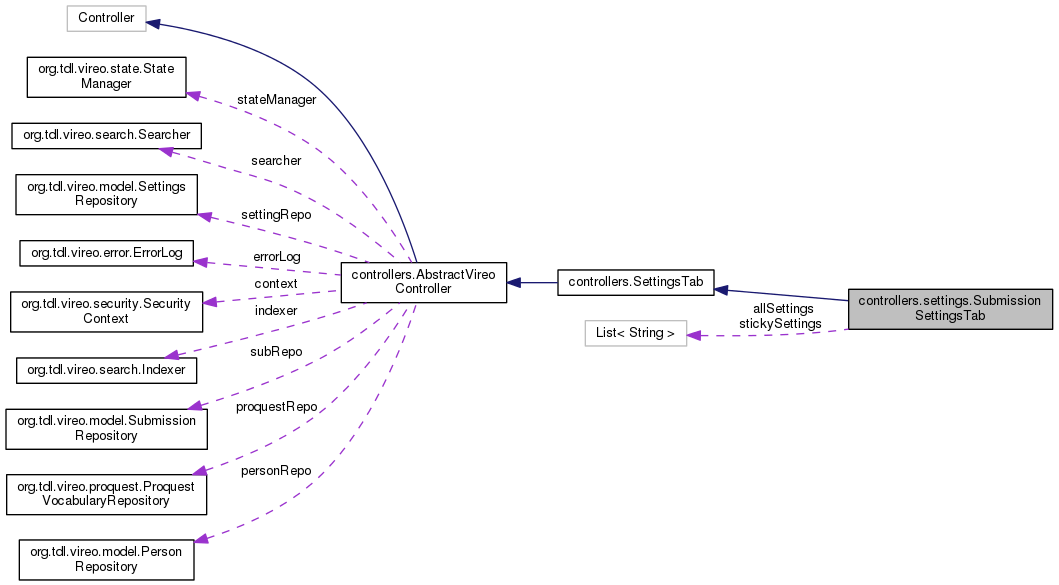 Controller
org.tdl.vireo.state.State
Manager
stateManager
org.tdl.vireo.search.Searcher
searcher
org.tdl.vireo.model.Settings
Repository
settingRepo
org.tdl.vireo.error.ErrorLog
errorLog
org.tdl.vireo.security.Security
Context
context
indexer
org.tdl.vireo.search.Indexer
subRepo
org.tdl.vireo.model.Submission
Repository
proquestRepo
org.tdl.vireo.proquest.Proquest
VocabularyRepository
personRepo
org.tdl.vireo.model.Person
Repository
controllers.AbstractVireo
Controller
controllers.SettingsTab
List< String >
allSettings
stickySettings
controllers.settings.Submission
SettingsTab